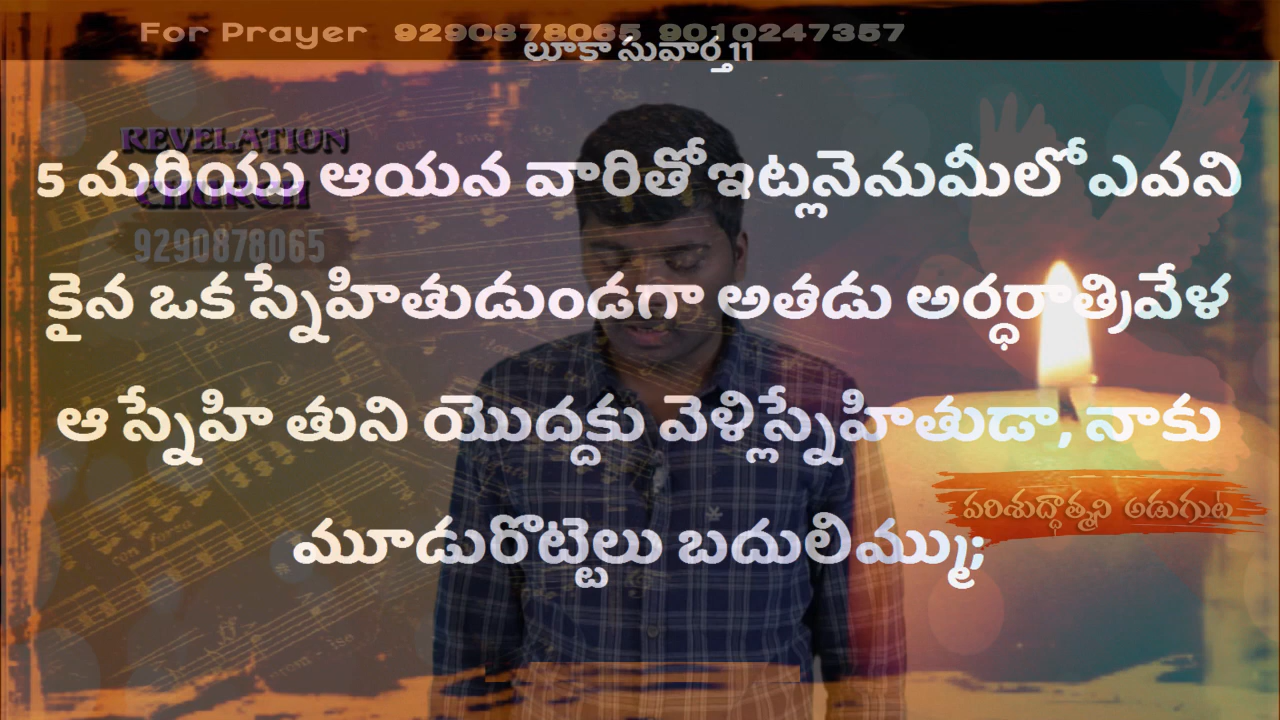 For Prayer 9290878065 9010247357
లూకా సువార్త 11
REVELATION
CHURCH
9290878065
5 మరియు ఆయన వారితో ఇట్లనెనుమీలో ఎవని
కైన ఒక స్నేహితుడుండగా అతడు అర్ధరాత్రివేళ
ఆ స్నేహి తుని యొద్దకు వెళ్లిస్నేహితుడా, నాకు
మూడురొట్టెలు బదులిమ్ము;
పరిశుద్ధాత్మని అడుగుట